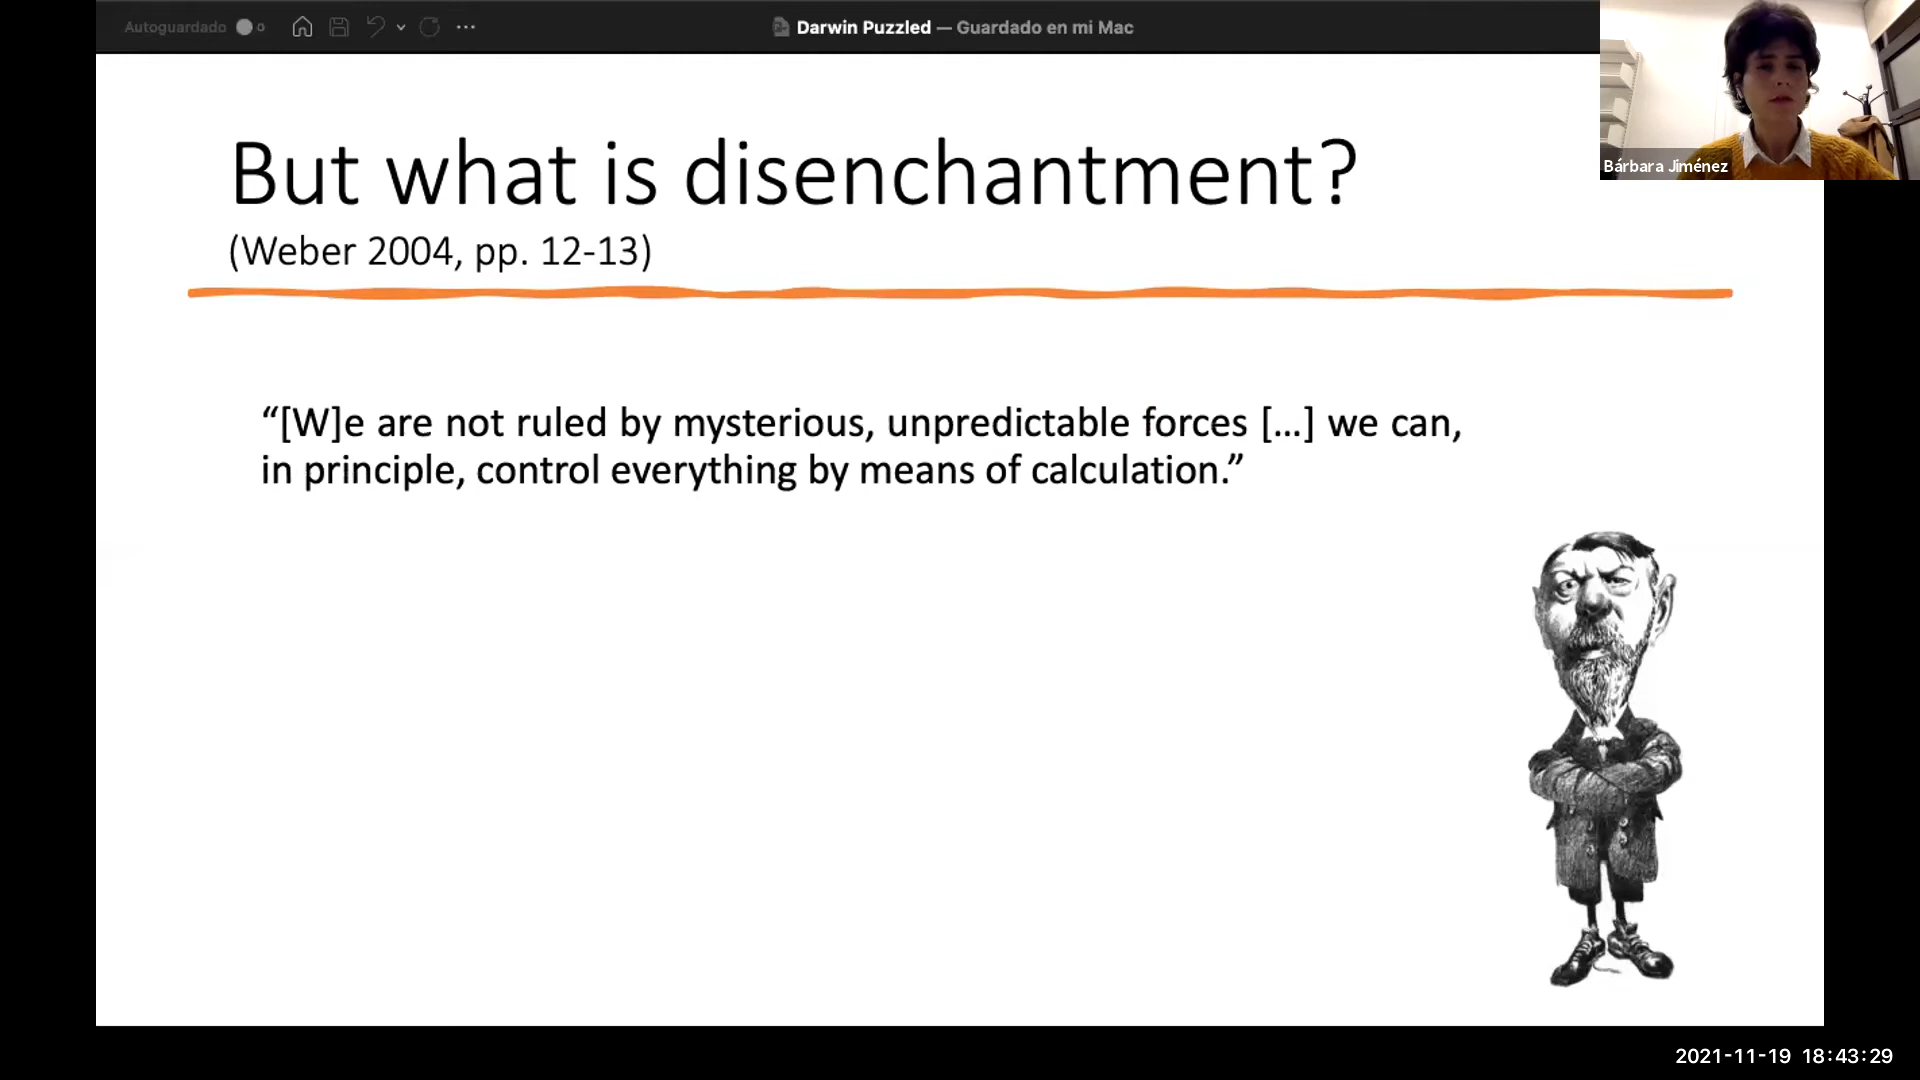 Autoguardado
Darwin Puzzled — Guardado en mi Mac
Bárbara Jiménez
But what is disenchantment?
(Weber 2004, pp. 12-13)
“[W]e are not ruled by mysterious, unpredictable forces [...] we can,
in principle, control everything by means of calculation.”
2021-11-19 18:43:29